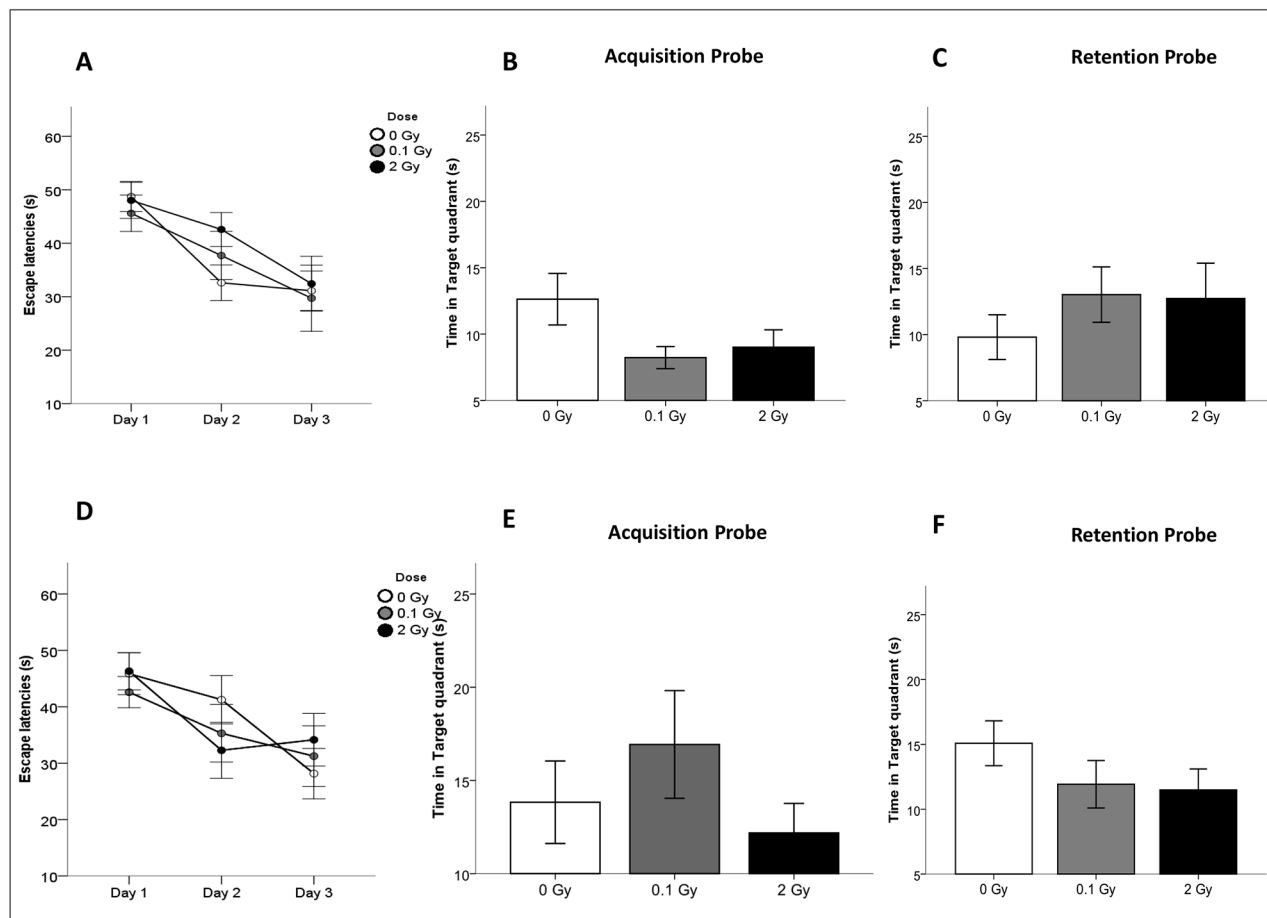 A
Dose
0 Gy
0.1 Gy
2 Gy
Escape latencies (s)
60
50
40
30
20
10
Day 1 Day 2 Day 3
B
Acquisition Probe
Time in Target quadrant (s)
25
20
15
10
5
0 Gy 0.1 Gy 2 Gy
C
Retention Probe
Time in Target quadrant (s)
25
20
15
10
5
0 Gy 0.1 Gy 2 Gy
D
Dose
0 Gy
0.1 Gy
2 Gy
Escape latencies (s)
60
50
40
30
20
10
Day 1 Day 2 Day 3
E
Acquisition Probe
Time in Target quadrant (s)
25
20
15
10
0 Gy 0.1 Gy 2 Gy
F
Retention Probe
Time in Target quadrant (s)
25
20
15
10
5
0 Gy 0.1 Gy 2 Gy